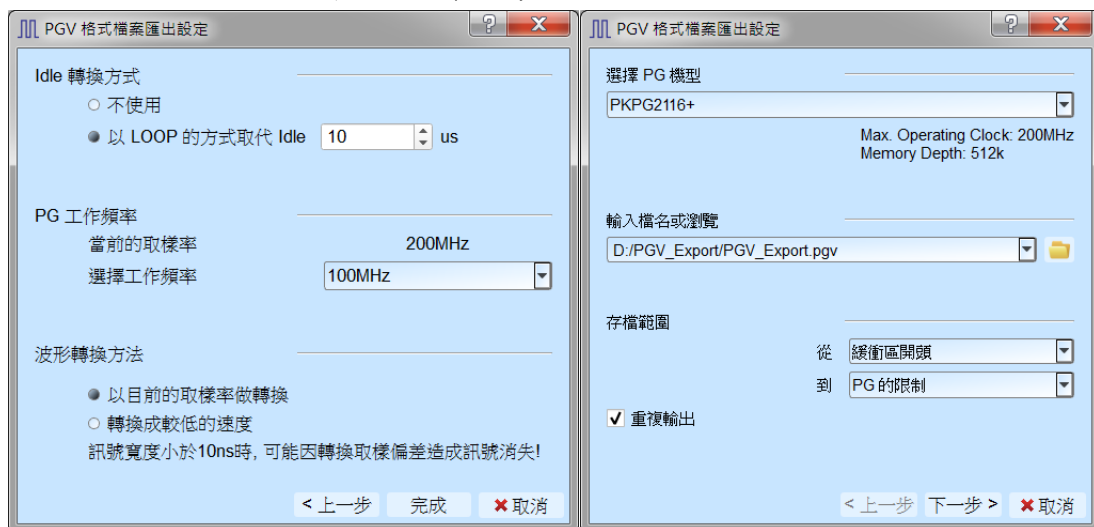 PGV 格式檔案匯出設定
Idle 轉換方式
不使用
以 LOOP 的方式取代 Idle 10 us
PG 工作頻率
當前的取樣率 200MHz
選擇工作頻率 100MHz
波形轉換方法
以目前的取樣率做轉換
轉換成較低的速度
訊號寬度小於10ns時, 可能因轉換取樣偏差造成訊號消失!
<上一步 完成 取消
PGV 格式檔案匯出設定
選擇 PG 機型
PKPG2116+
Max. Operating Clock: 200MHz
Memory Depth: 512k
輸入檔名或瀏覽
D:/PGV_Export/PGV_Export.pgv
存檔範圍
從 緩衝區開頭
到 PG 的限制
重複輸出
<上一步 下一步> 取消